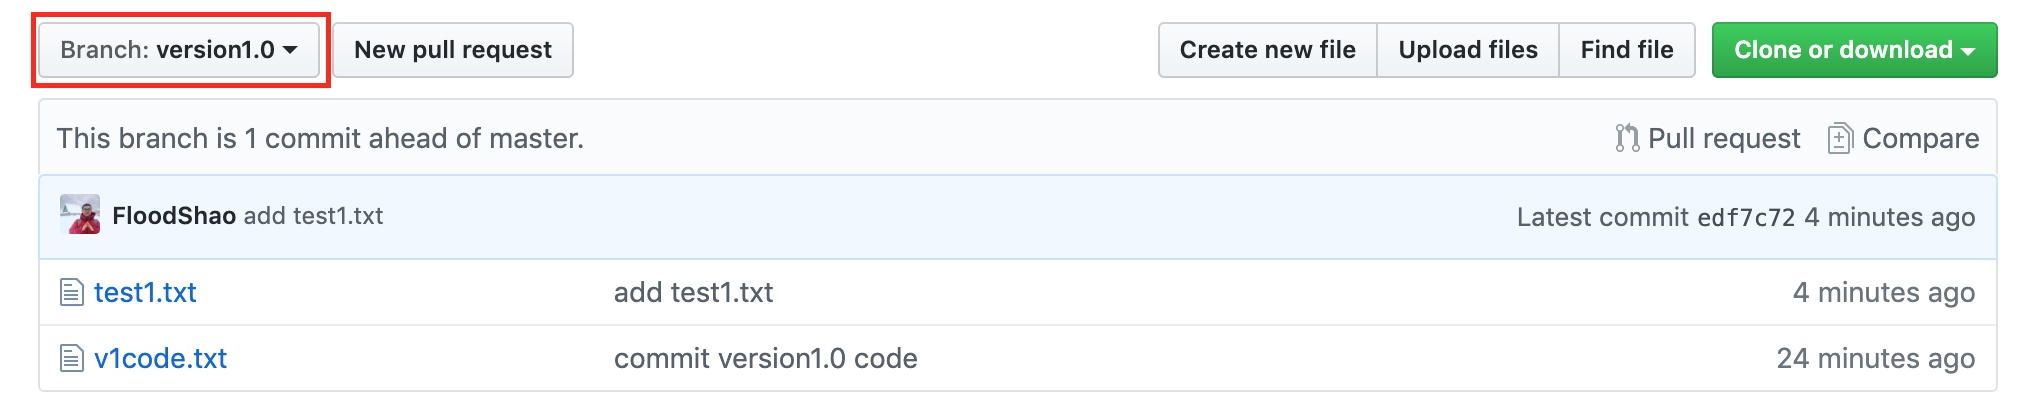 Branch: version1.0 New pull request Create new file Upload files Find file Clone or download
This branch is 1 commit ahead of master. Pull request Compare
FloodShao add test1.txt Latest commit edf7c72 4 minutes ago
test1.txt add test1.txt 4 minutes ago
v1code.txt commit version1.0 code 24 minutes ago